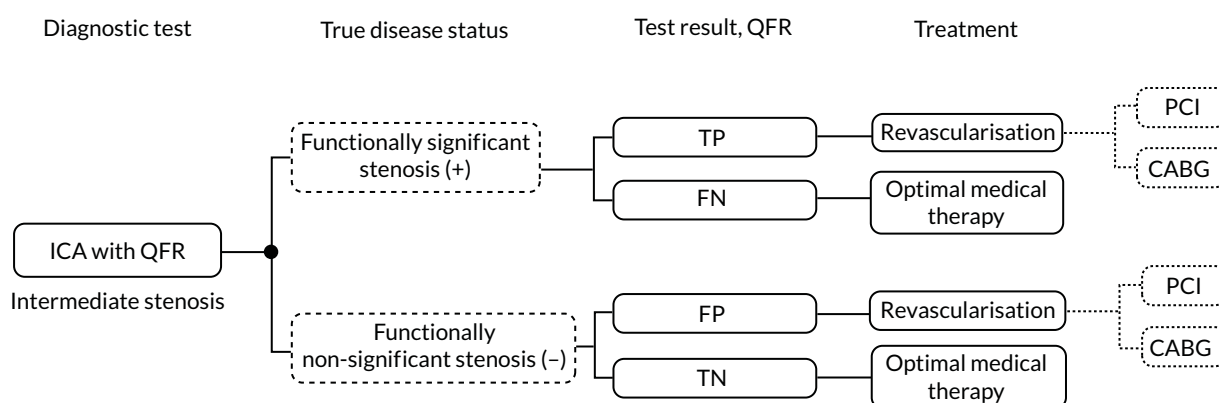 Diagnostic test
True disease status
Test result, QFR
Treatment
PCI
Functionally significant
stenosis (+)
TP
Revascularisation
CABG
FN
Optimal medical
therapy
ICA with QFR
Intermediate stenosis
PCI
FP
Revascularisation
Functionally
non-significant stenosis (–)
CABG
TN
Optimal medical
therapy